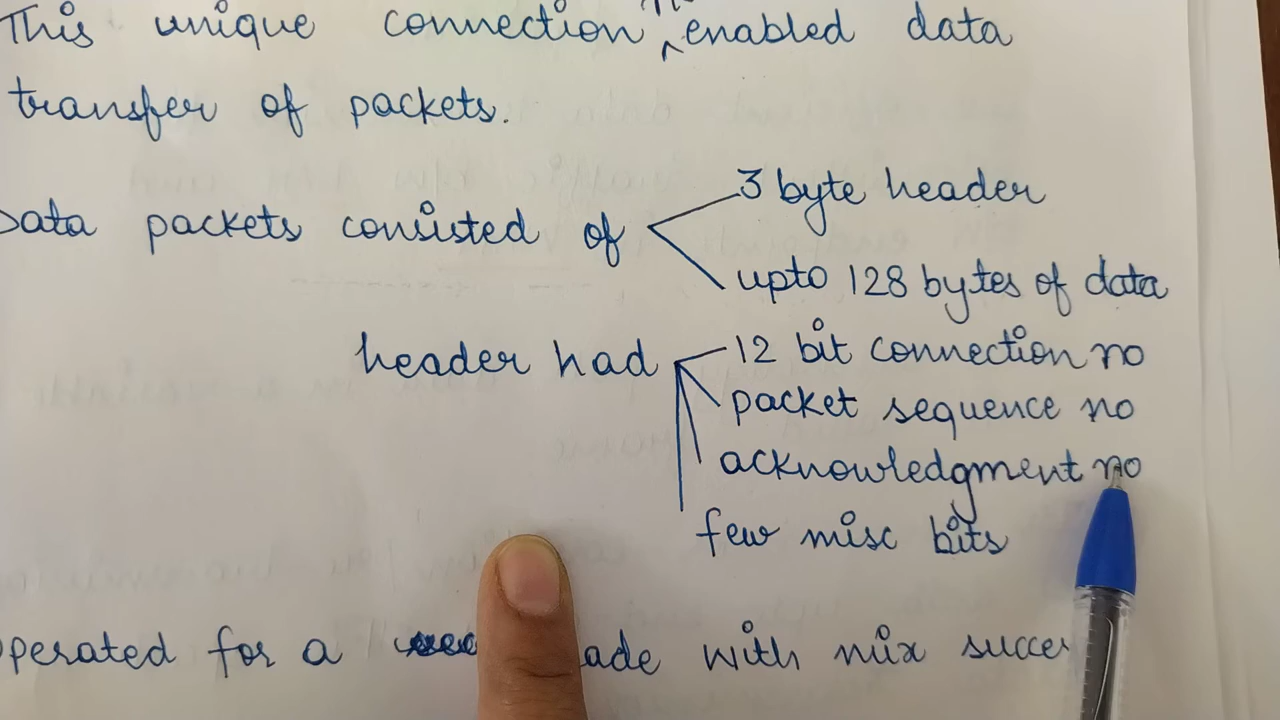 This unique connection enabled data
transfer of packets.
Data packets consisted of
3 byte header
upto 128 bytes of data
header had
12 bit connection no
packet sequence no
acknowledgment no
few misc bits
operated for a with mix